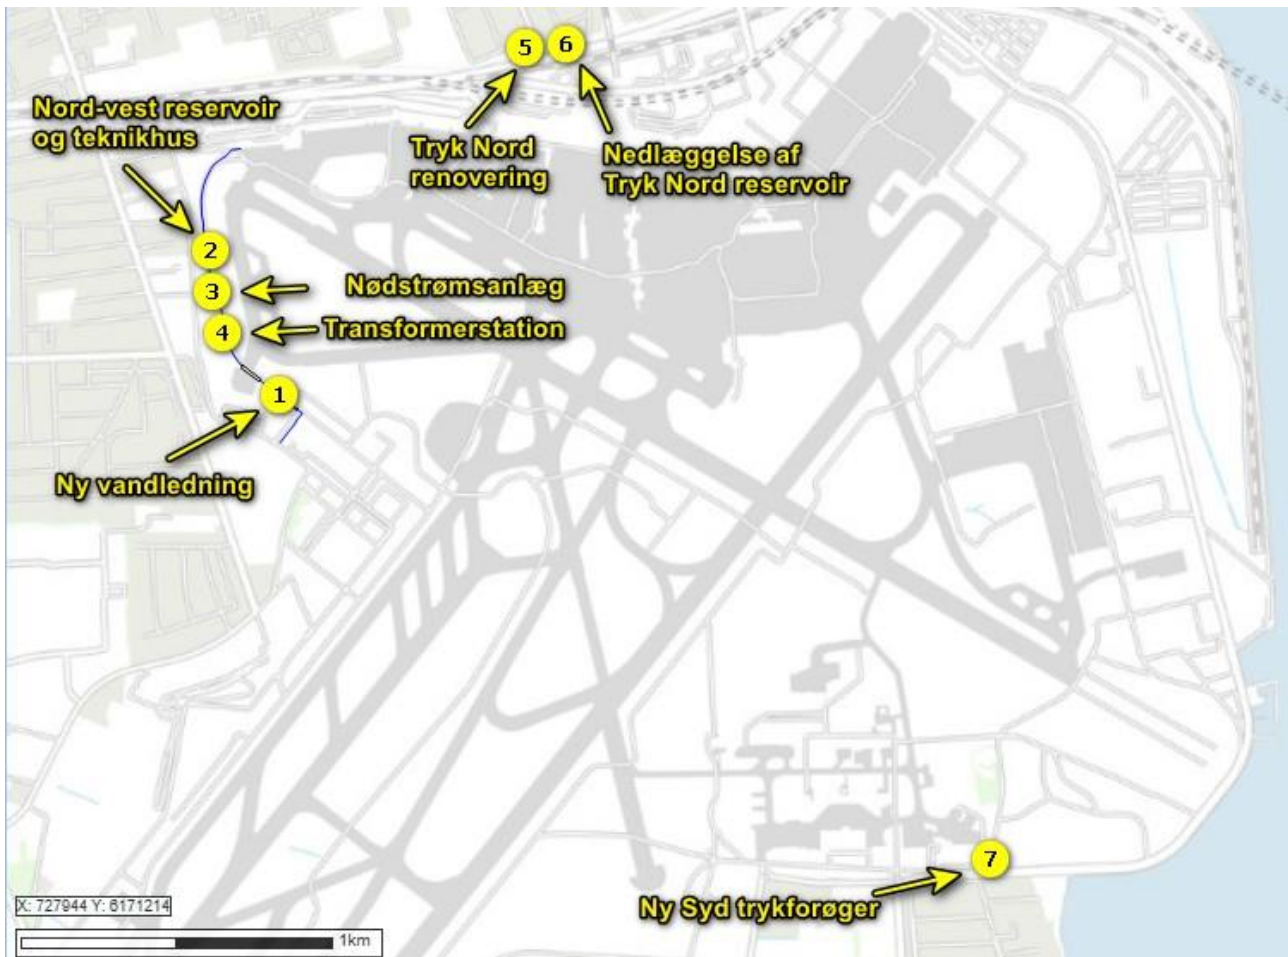 5
6
Nord-vest reservoir
og teknikhus
Tryk Nord
renovering
Nedlæggelse af
Tryk Nord reservoir
2
3
Nødstrømsanlæg
4
Transformerstation
1
Ny vandledning
7
Ny Syd trykforøger
X: 727944 Y: 6171214
1km